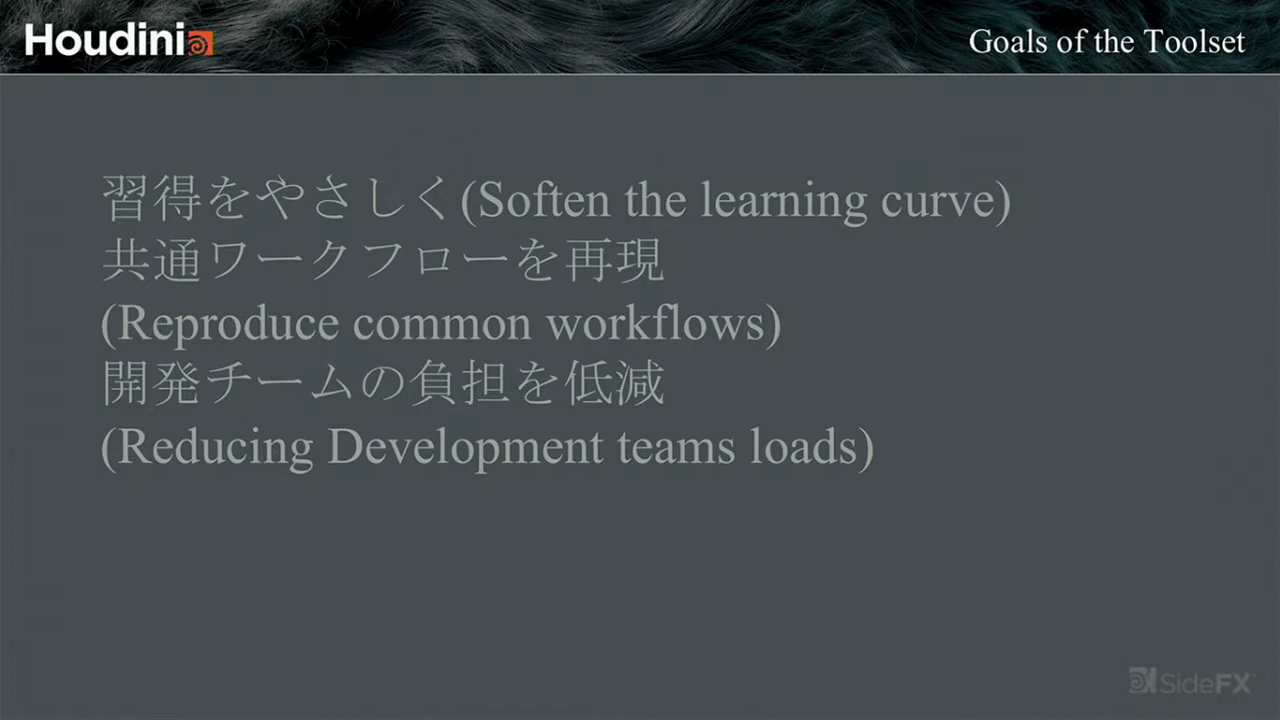 Houdini
Goals of the Toolset
習得をやさしく(Soften the learning curve)
共通ワークフローを再現
(Reproduce common workflows)
開発チームの負担を低減
(Reducing Development teams loads)
SideFX